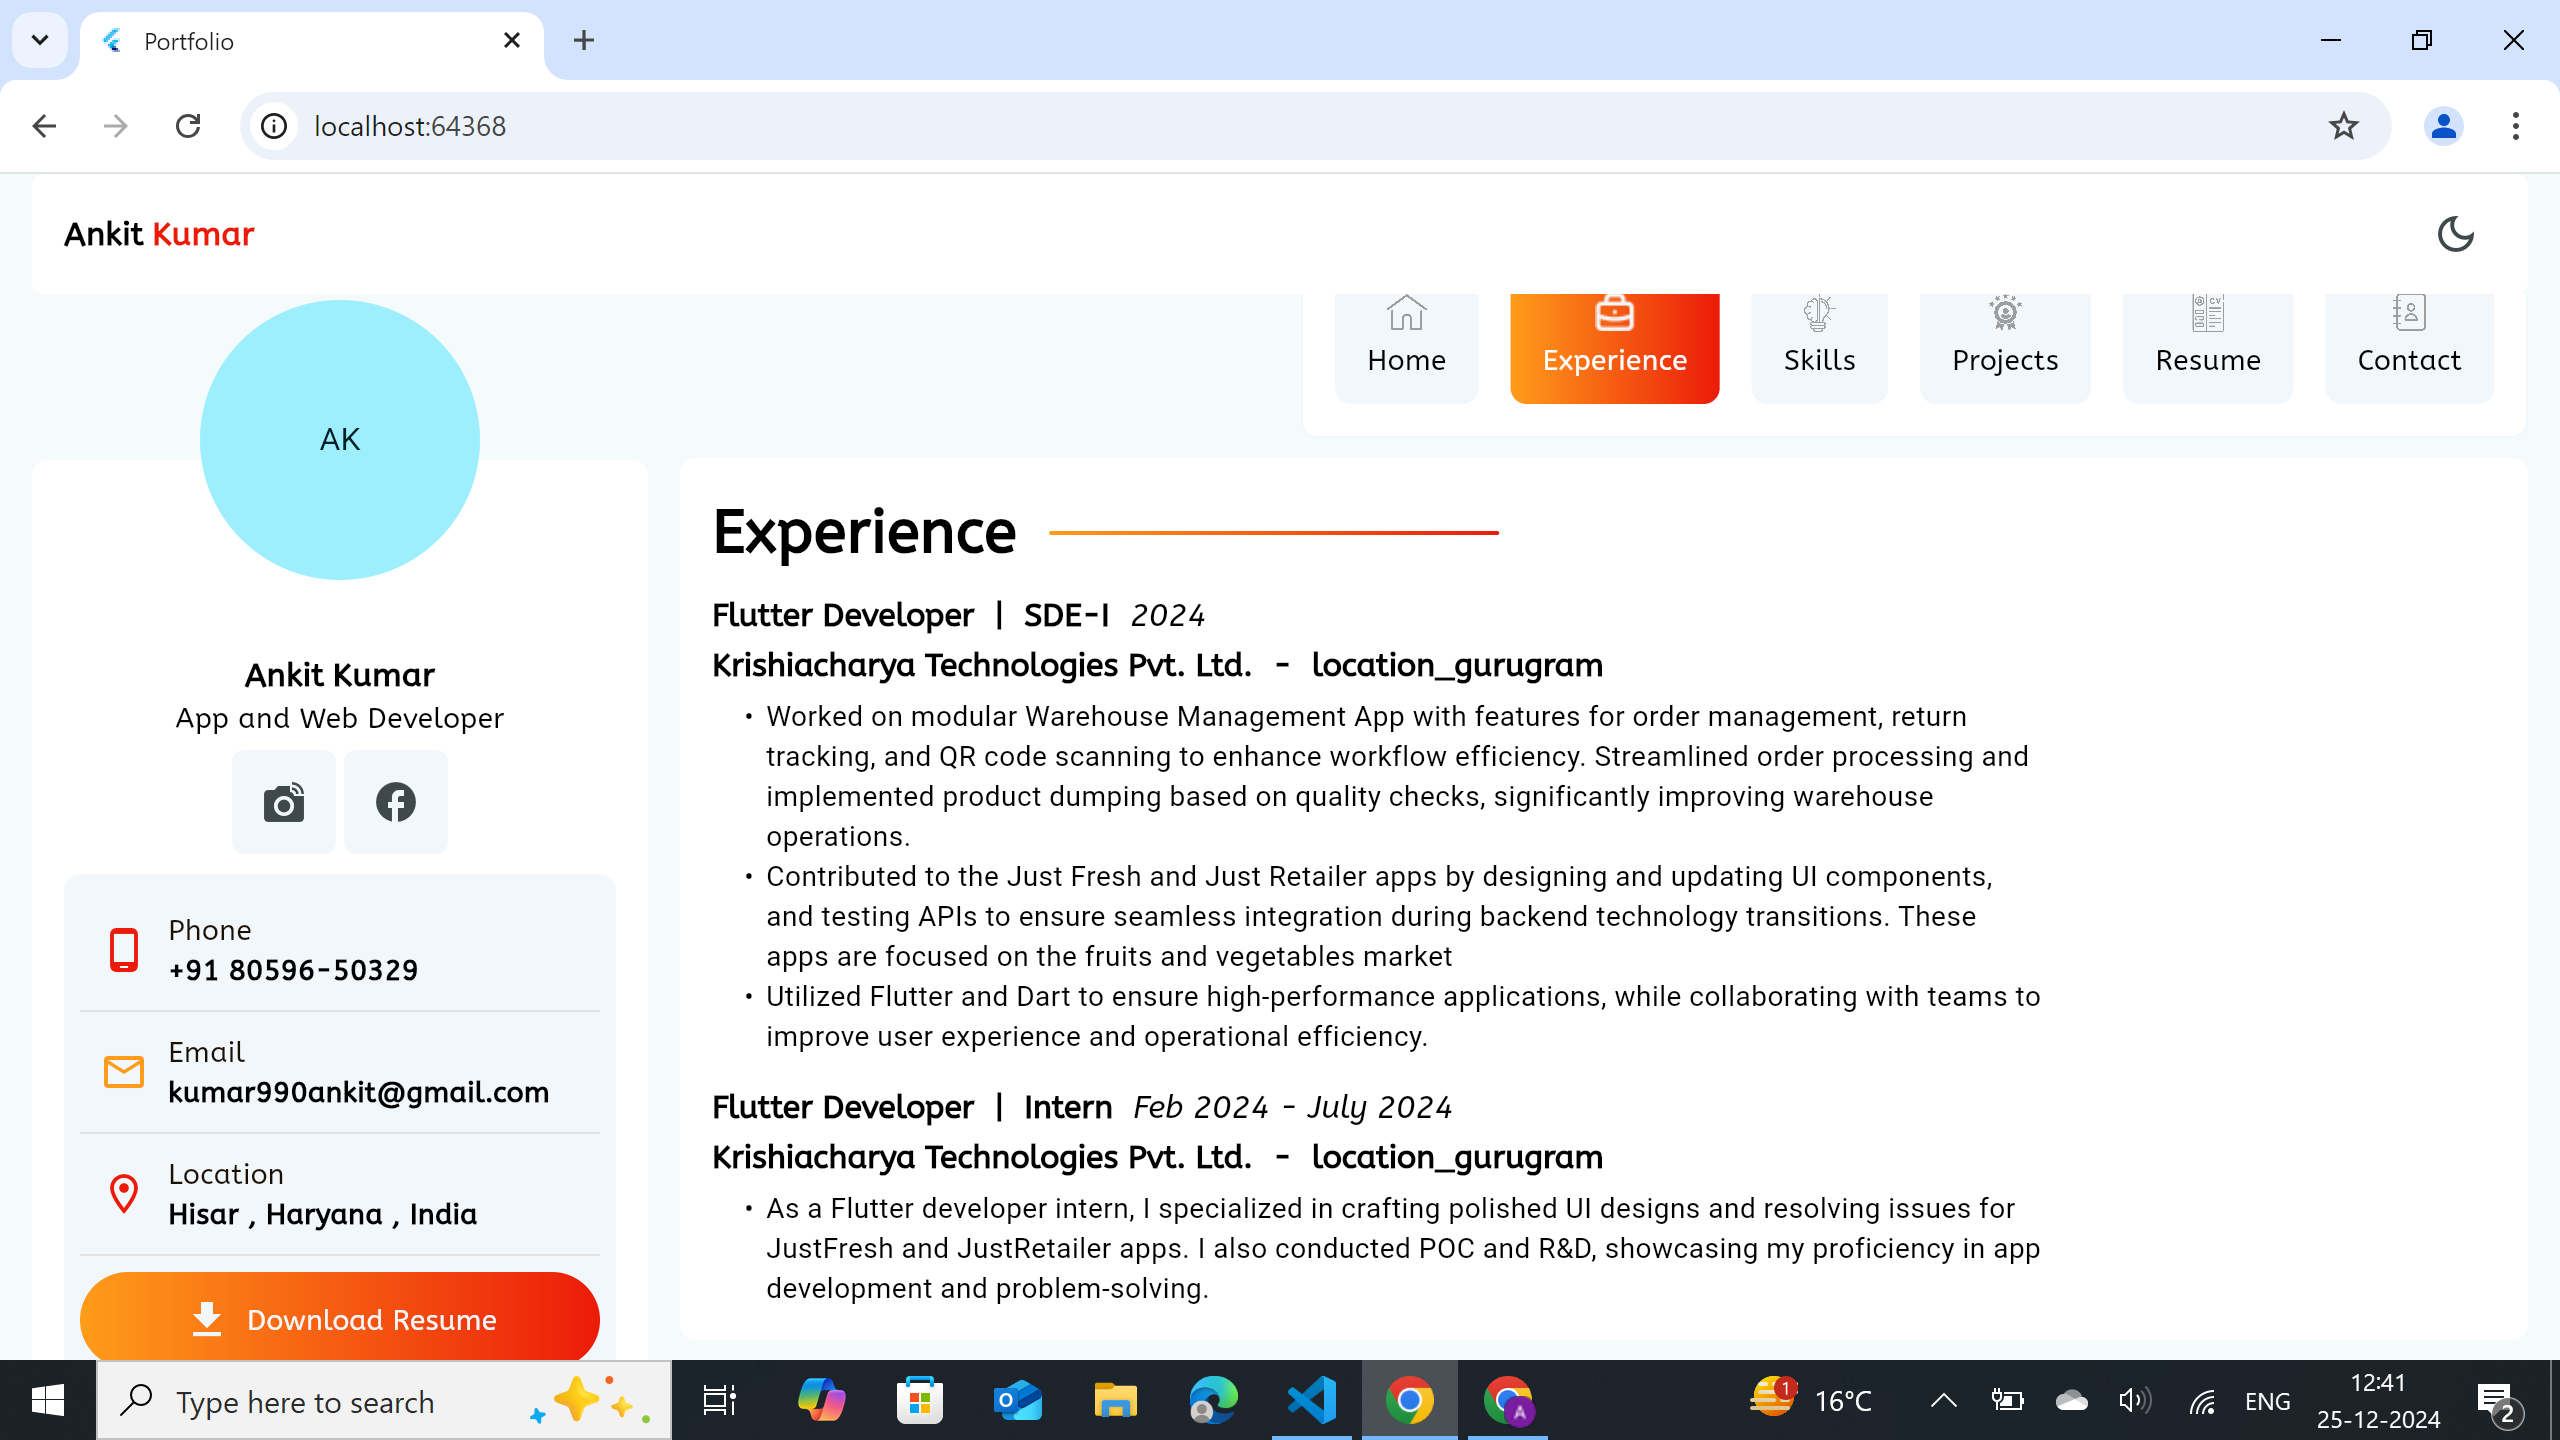 Portfolio
localhost:64368
Ankit Kumar
Home
Experience
Skills
Projects
Resume
Contact
AK
Ankit Kumar
App and Web Developer
Phone
+91 80596-50329
Email
kumar990ankit@gmail.com
Location
Hisar , Haryana , India
Download Resume
Experience
Flutter Developer | SDE-I 2024
Krishiacharya Technologies Pvt. Ltd. - location_gurugram
• Worked on modular Warehouse Management App with features for order management, return
tracking, and QR code scanning to enhance workflow efficiency. Streamlined order processing and
implemented product dumping based on quality checks, significantly improving warehouse
operations.
• Contributed to the Just Fresh and Just Retailer apps by designing and updating UI components,
and testing APIs to ensure seamless integration during backend technology transitions. These
apps are focused on the fruits and vegetables market
• Utilized Flutter and Dart to ensure high-performance applications, while collaborating with teams to
improve user experience and operational efficiency.
Flutter Developer | Intern Feb 2024 - July 2024
Krishiacharya Technologies Pvt. Ltd. - location_gurugram
• As a Flutter developer intern, I specialized in crafting polished UI designs and resolving issues for
JustFresh and JustRetailer apps. I also conducted POC and R&D, showcasing my proficiency in app
development and problem-solving.
Type here to search
A
1
16°C
ENG
12:41
25-12-2024
2